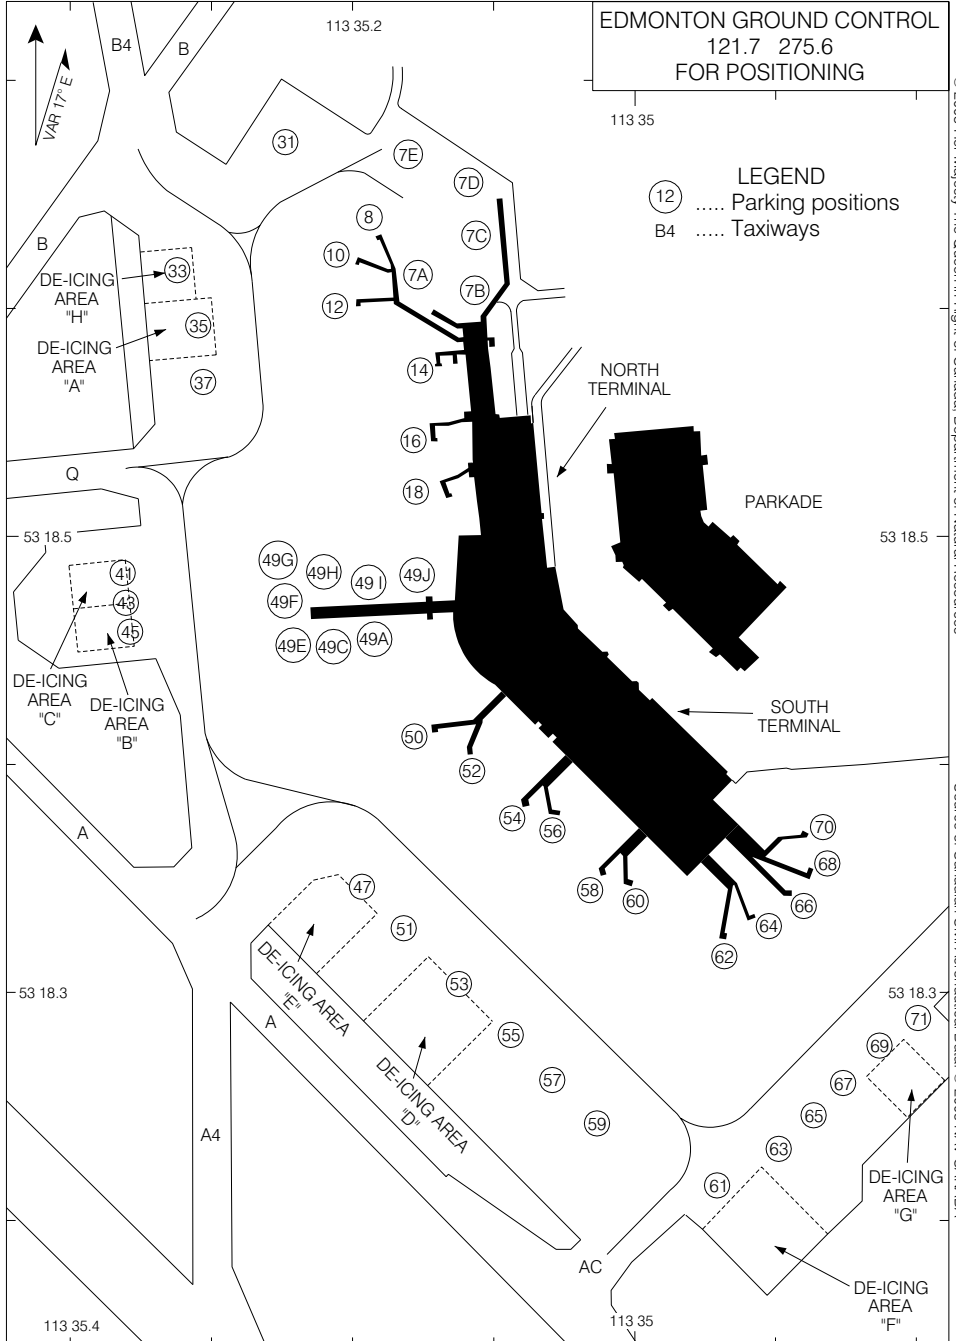 EDMONTON GROUND CONTROL
121.7 275.6
FOR POSITIONING
113 35.2
113 35
B4
B
VAR 17° E
LEGEND
12 ..... Parking positions
B4 ..... Taxiways
31
7E
7D
7C
7B
7A
8
10
12
14
16
18
B
DE-ICING
AREA
"H"
33
DE-ICING
AREA
"A"
35
37
NORTH
TERMINAL
PARKADE
Q
53 18.5
53 18.5
49G
49H
49 I
49J
49F
49E
49C
49A
41
43
45
DE-ICING
AREA
"C"
DE-ICING
AREA
"B"
SOUTH
TERMINAL
50
52
54
56
58
60
62
64
66
68
70
A
47
51
53
55
57
59
DE-ICING AREA
"E"
DE-ICING AREA
"D"
A
A4
53 18.3
53 18.3
71
69
67
65
63
61
DE-ICING
AREA
"G"
DE-ICING
AREA
"F"
AC
113 35.4
113 35